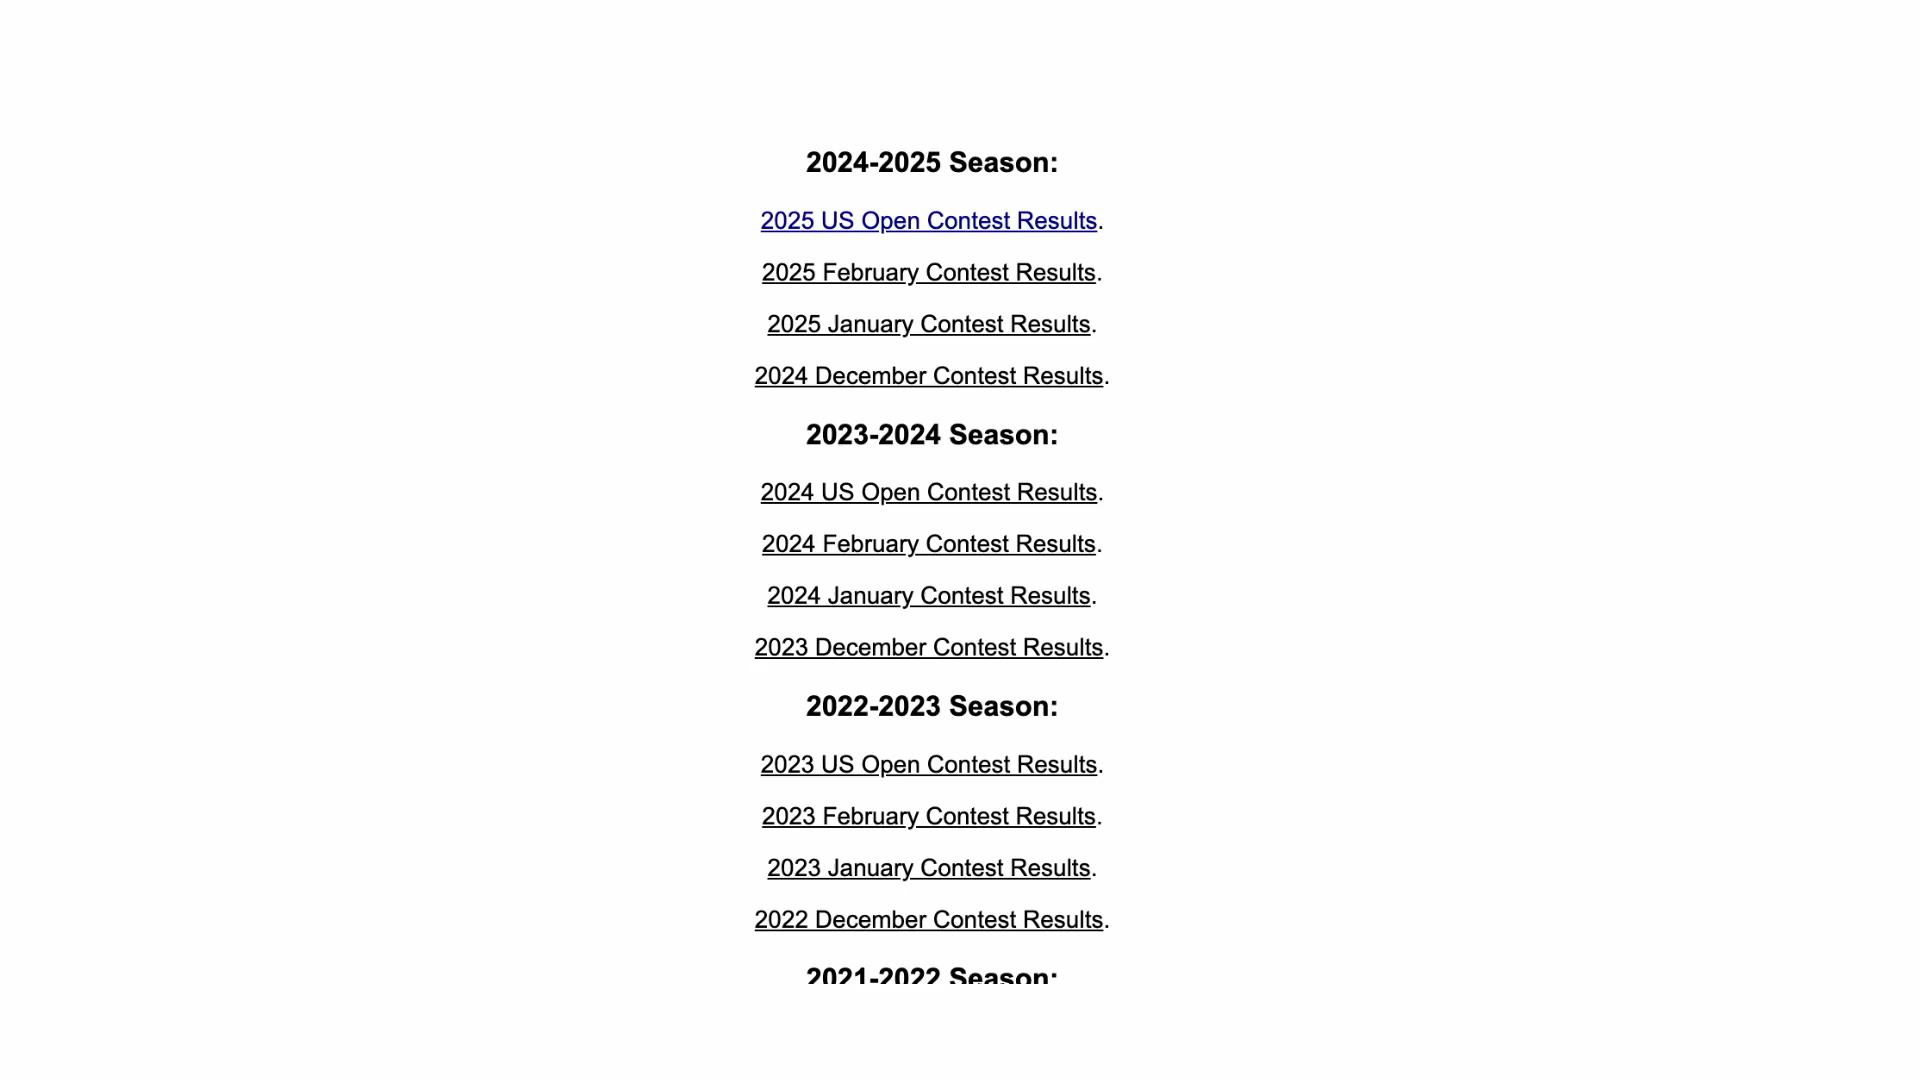 2024-2025 Season:
2025 US Open Contest Results.
2025 February Contest Results.
2025 January Contest Results.
2024 December Contest Results.
2023-2024 Season:
2024 US Open Contest Results.
2024 February Contest Results.
2024 January Contest Results.
2023 December Contest Results.
2022-2023 Season:
2023 US Open Contest Results.
2023 February Contest Results.
2023 January Contest Results.
2022 December Contest Results.
2021-2022 Season: